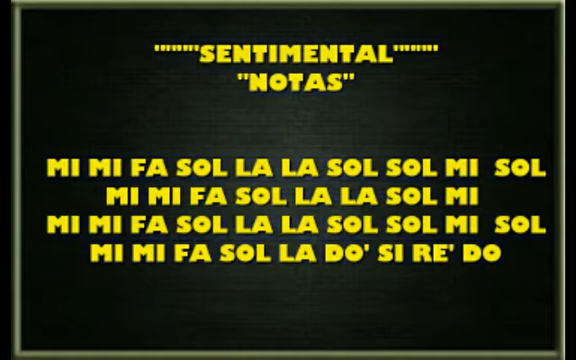 """"SENTIMENTAL""""
"NOTAS"
MI MI FA SOL LA LA SOL SOL MI  SOL
MI MI FA SOL LA LA SOL MI
MI MI FA SOL LA LA SOL SOL MI  SOL
MI MI FA SOL LA DO' SI RE' DO